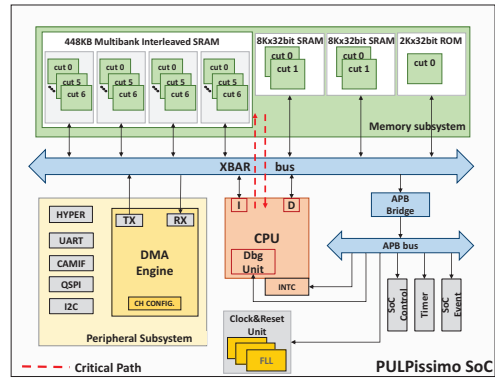 448KB Multibank Interleaved SRAM
8Kx32bit SRAM
8Kx32bit SRAM
2Kx32bit ROM
cut 0
cut 5
cut 6
cut 0
cut 5
cut 6
cut 0
cut 5
cut 6
cut 0
cut 5
cut 6
cut 0
cut 1
cut 0
cut 1
cut 0
Memory subsystem
XBAR bus
HYPER
UART
CAMIF
QSPI
I2C
TX
RX
DMA
Engine
CH CONFIG.
Peripheral Subsystem
I
D
CPU
Dbg
Unit
INTC
APB
Bridge
APB bus
SoC
Control
Timer
SoC
Event
Clock&Reset
Unit
FLL
Critical Path
PULPissimo SoC